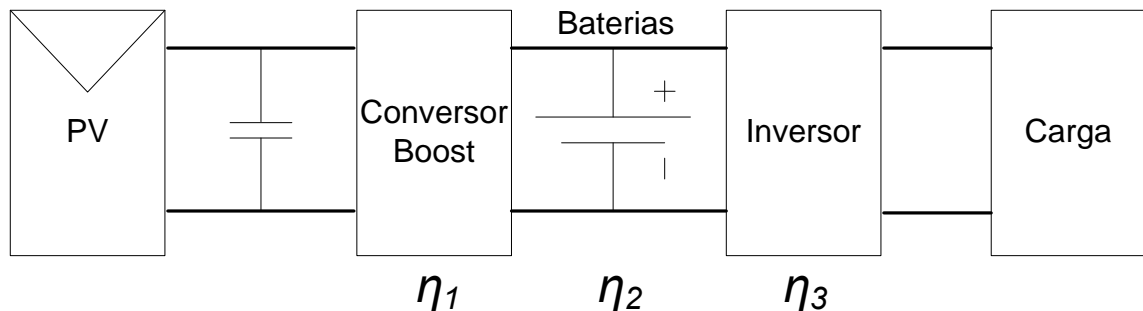 Baterias
PV
Conversor
Boost
+
Inversor
Carga
η1
η2
η3